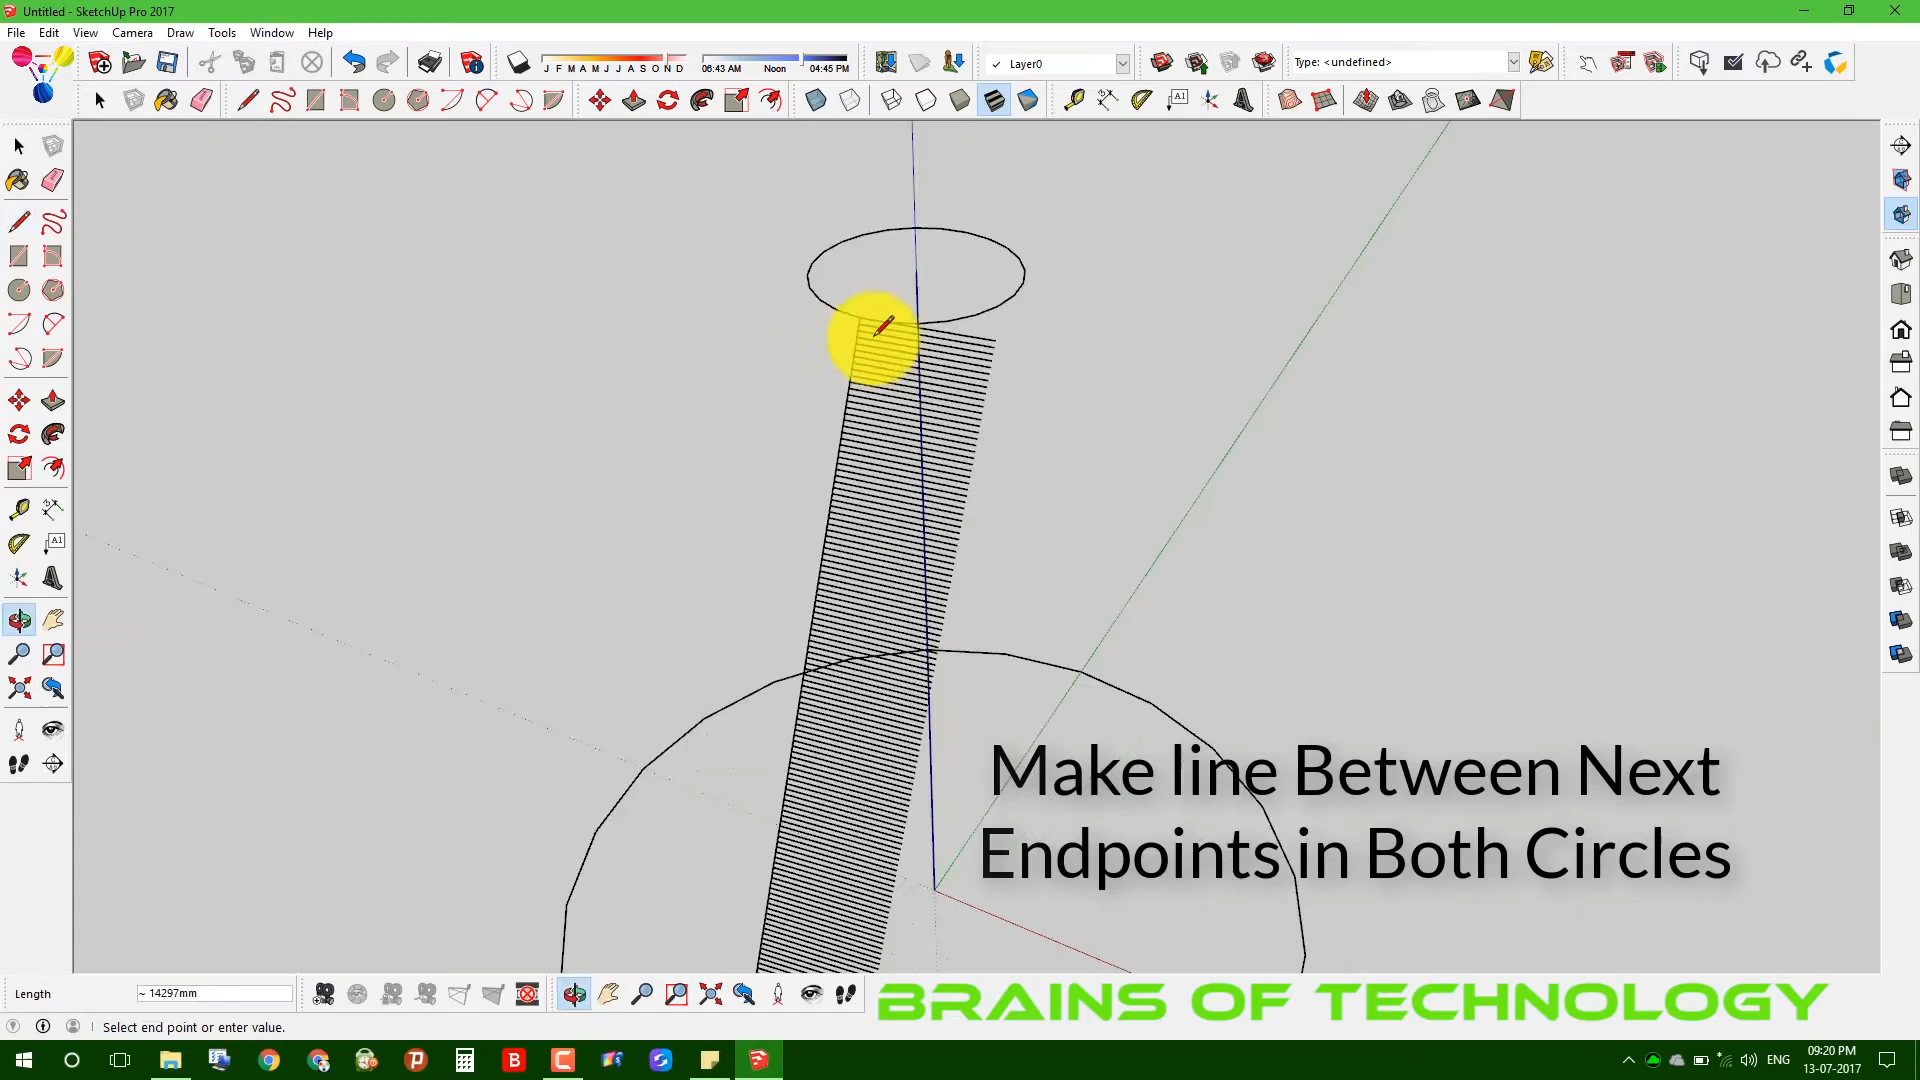 Untitled - SketchUp Pro 2017
File Edit View Camera Draw Tools Window Help
J F M A M J J A S O N D 06:43 AM Noon 04:45 PM
Layer0
Type: <undefined>
A1
A1
Make line Between Next
Endpoints in Both Circles
Length ~ 14297mm
BRAINS OF TECHNOLOGY
Select end point or enter value.
ENG
09:20 PM
13-07-2017